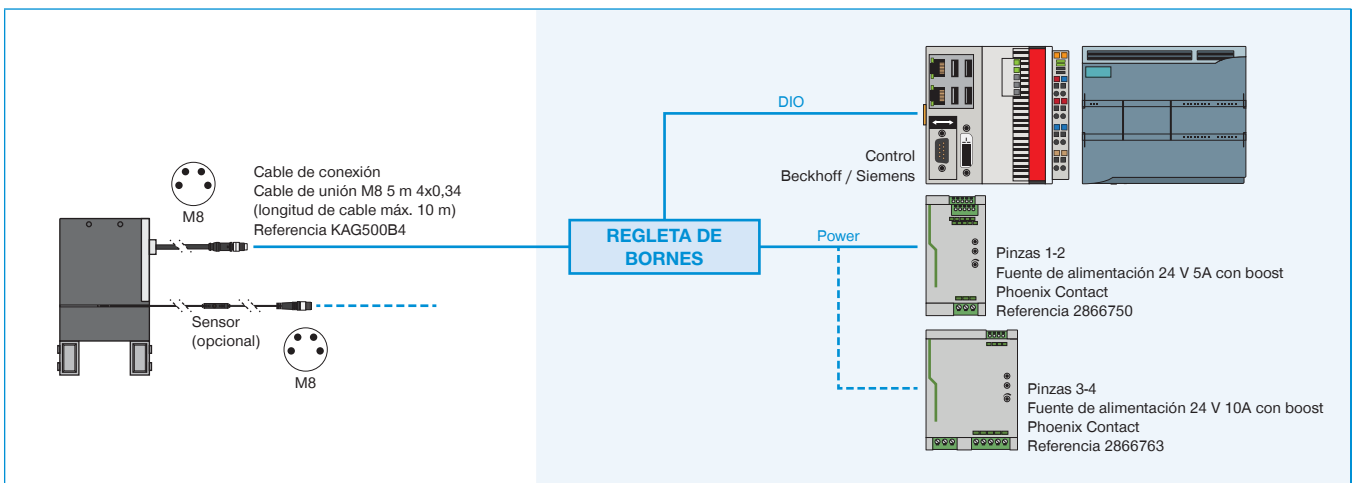 Cable de conexión
Cable de unión M8 5 m 4x0,34
(longitud de cable máx. 10 m)
Referencia KAG500B4
M8
Sensor
(opcional)
M8
REGLETA DE
BORNES
DIO
Control
Beckhoff / Siemens
Power
Pinzas 1-2
Fuente de alimentación 24 V 5A con boost
Phoenix Contact
Referencia 2866750
Pinzas 3-4
Fuente de alimentación 24 V 10A con boost
Phoenix Contact
Referencia 2866763